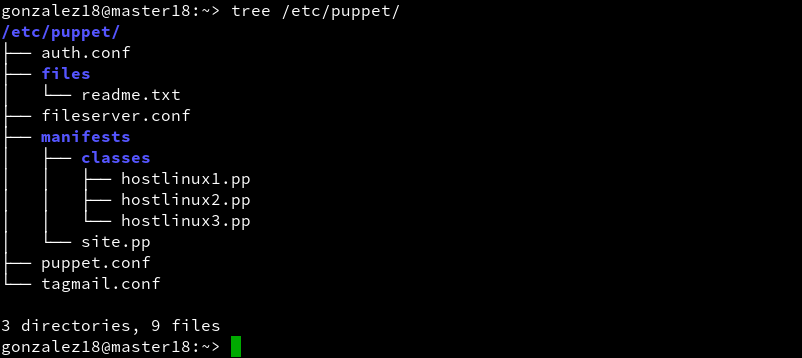 gonzalez18@master18:~> tree /etc/puppet/
/etc/puppet/
├── auth.conf
├── files
│   └── readme.txt
├── fileserver.conf
├── manifests
│   ├── classes
│   │   ├── hostlinux1.pp
│   │   ├── hostlinux2.pp
│   │   └── hostlinux3.pp
│   └── site.pp
├── puppet.conf
└── tagmail.conf

3 directories, 9 files
gonzalez18@master18:~>